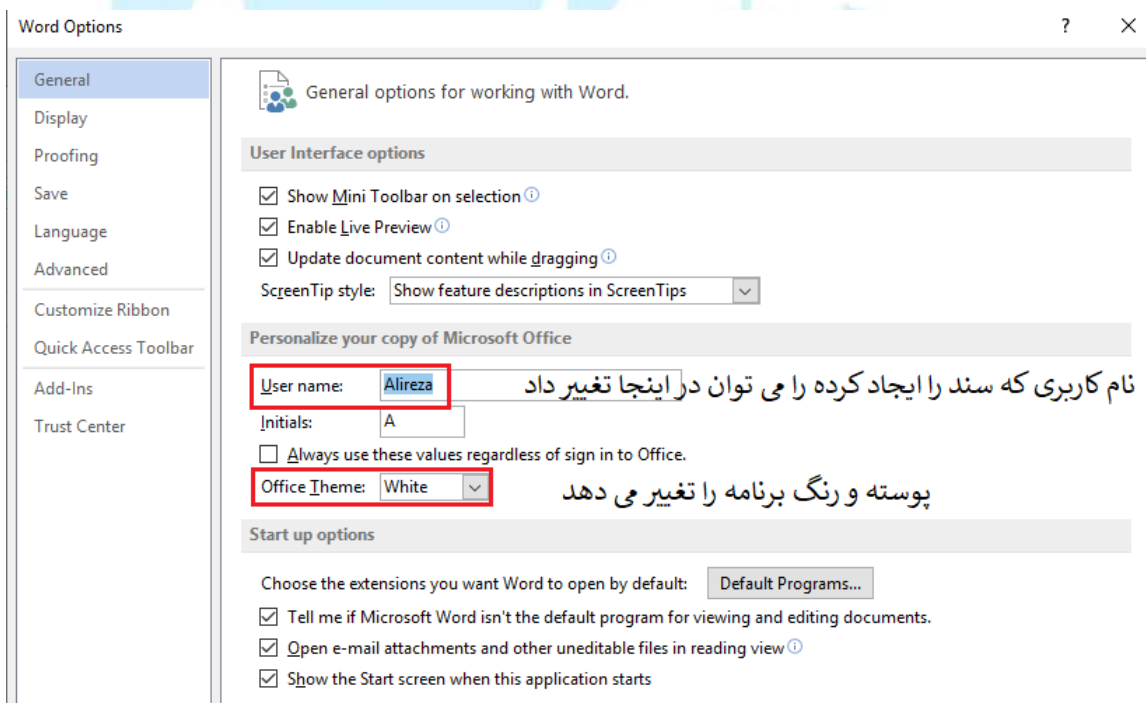 Word Options
General
Display
Proofing
Save
Language
Advanced
Customize Ribbon
Quick Access Toolbar
Add-Ins
Trust Center
General options for working with Word.
User Interface options
Show Mini Toolbar on selection
Enable Live Preview
Update document content while dragging
ScreenTip style: Show feature descriptions in ScreenTips
Personalize your copy of Microsoft Office
User name: Alireza نام کاربری که سند را ایجاد کرده را می توان در اینجا تغییر داد
Initials: A
Always use these values regardless of sign in to Office.
Office Theme: White پوسته و رنگ برنامه را تغییر می دهد
Start up options
Choose the extensions you want Word to open by default: Default Programs...
Tell me if Microsoft Word isn't the default program for viewing and editing documents.
Open e-mail attachments and other uneditable files in reading view
Show the Start screen when this application starts